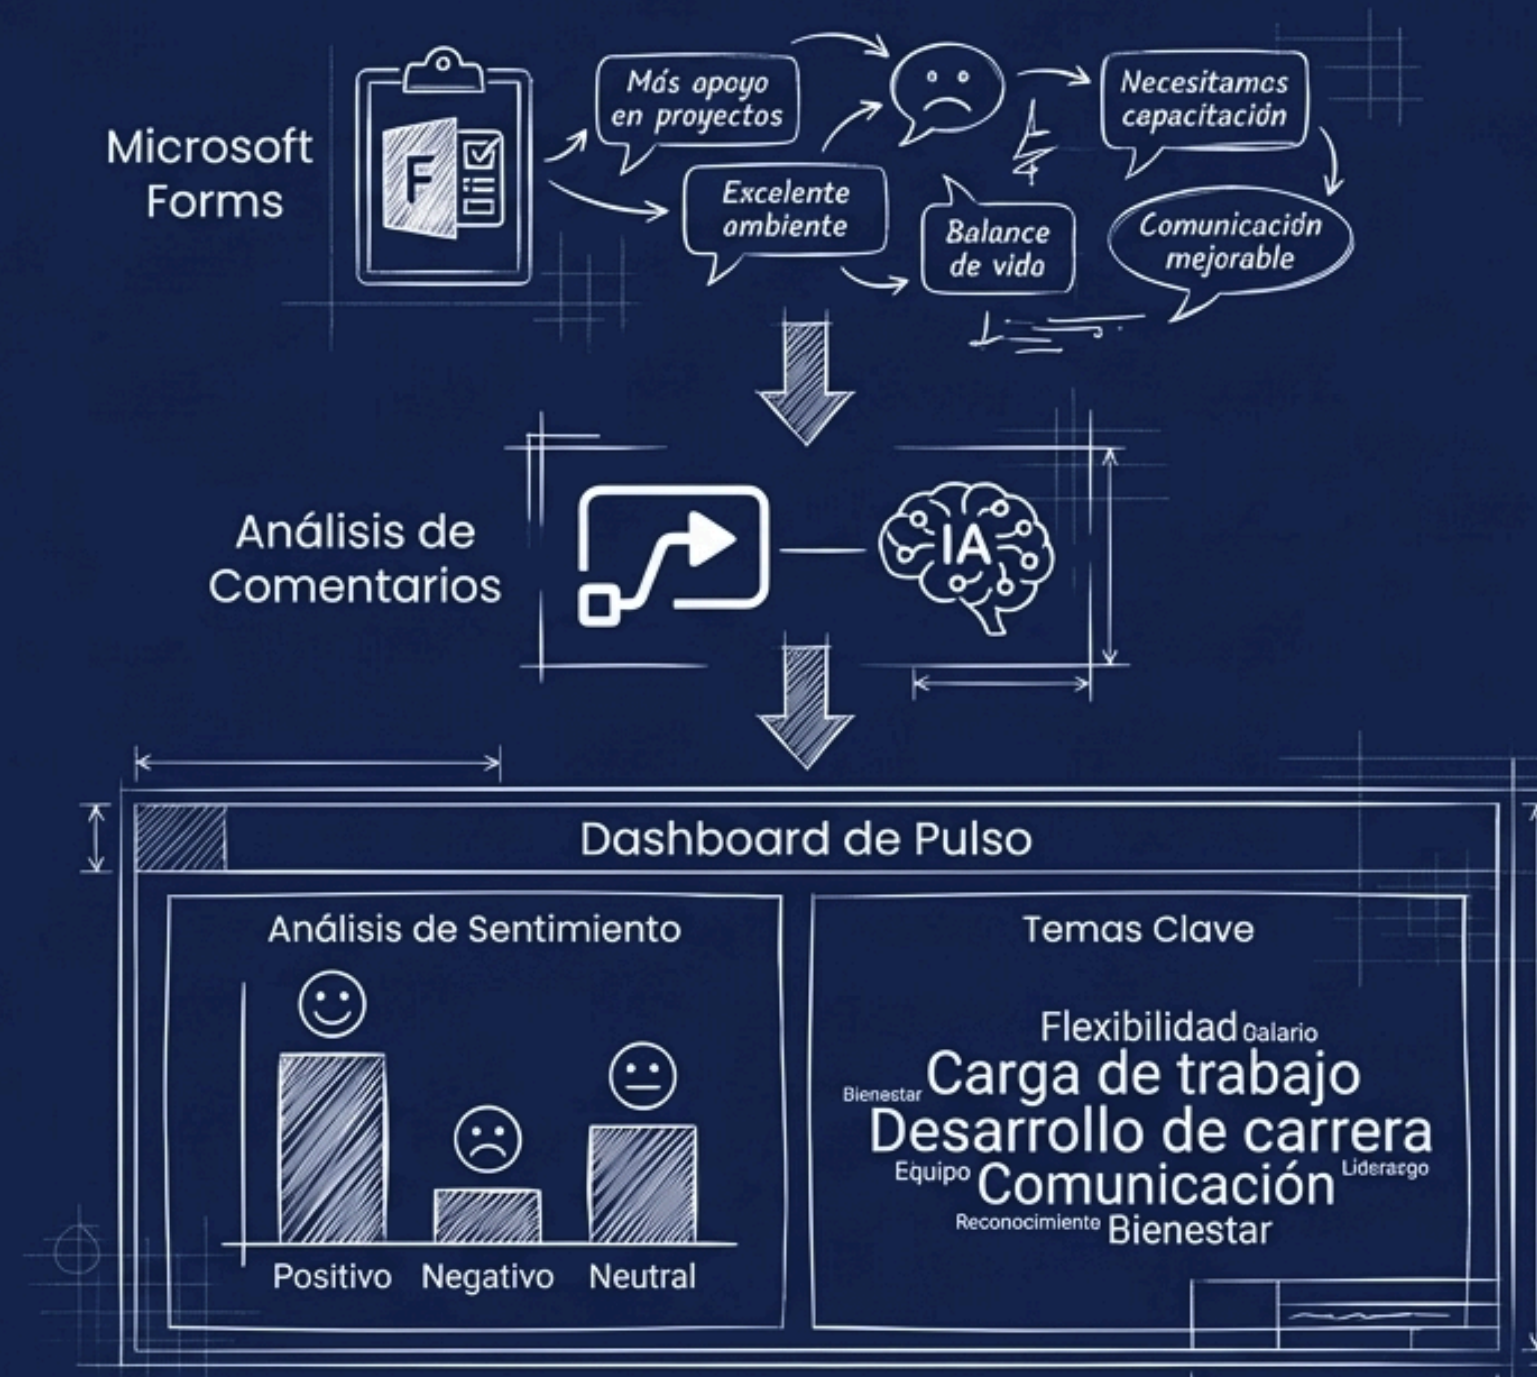 Microsoft
Forms
F
Más apoyo
en proyectos
Excelente
ambiente
Balance
de vida
Necesitamos
capacitación
Comunicación
mejorable
Análisis de
Comentarios
IA
Dashboard de Pulso
Análisis de Sentimiento
Positivo Negativo Neutral
Temas Clave
Flexibilidad Galario
Carga de trabajo
Bienestar
Desarrollo de carrera
Equipo Comunicación
Reconocimiento Bienestar